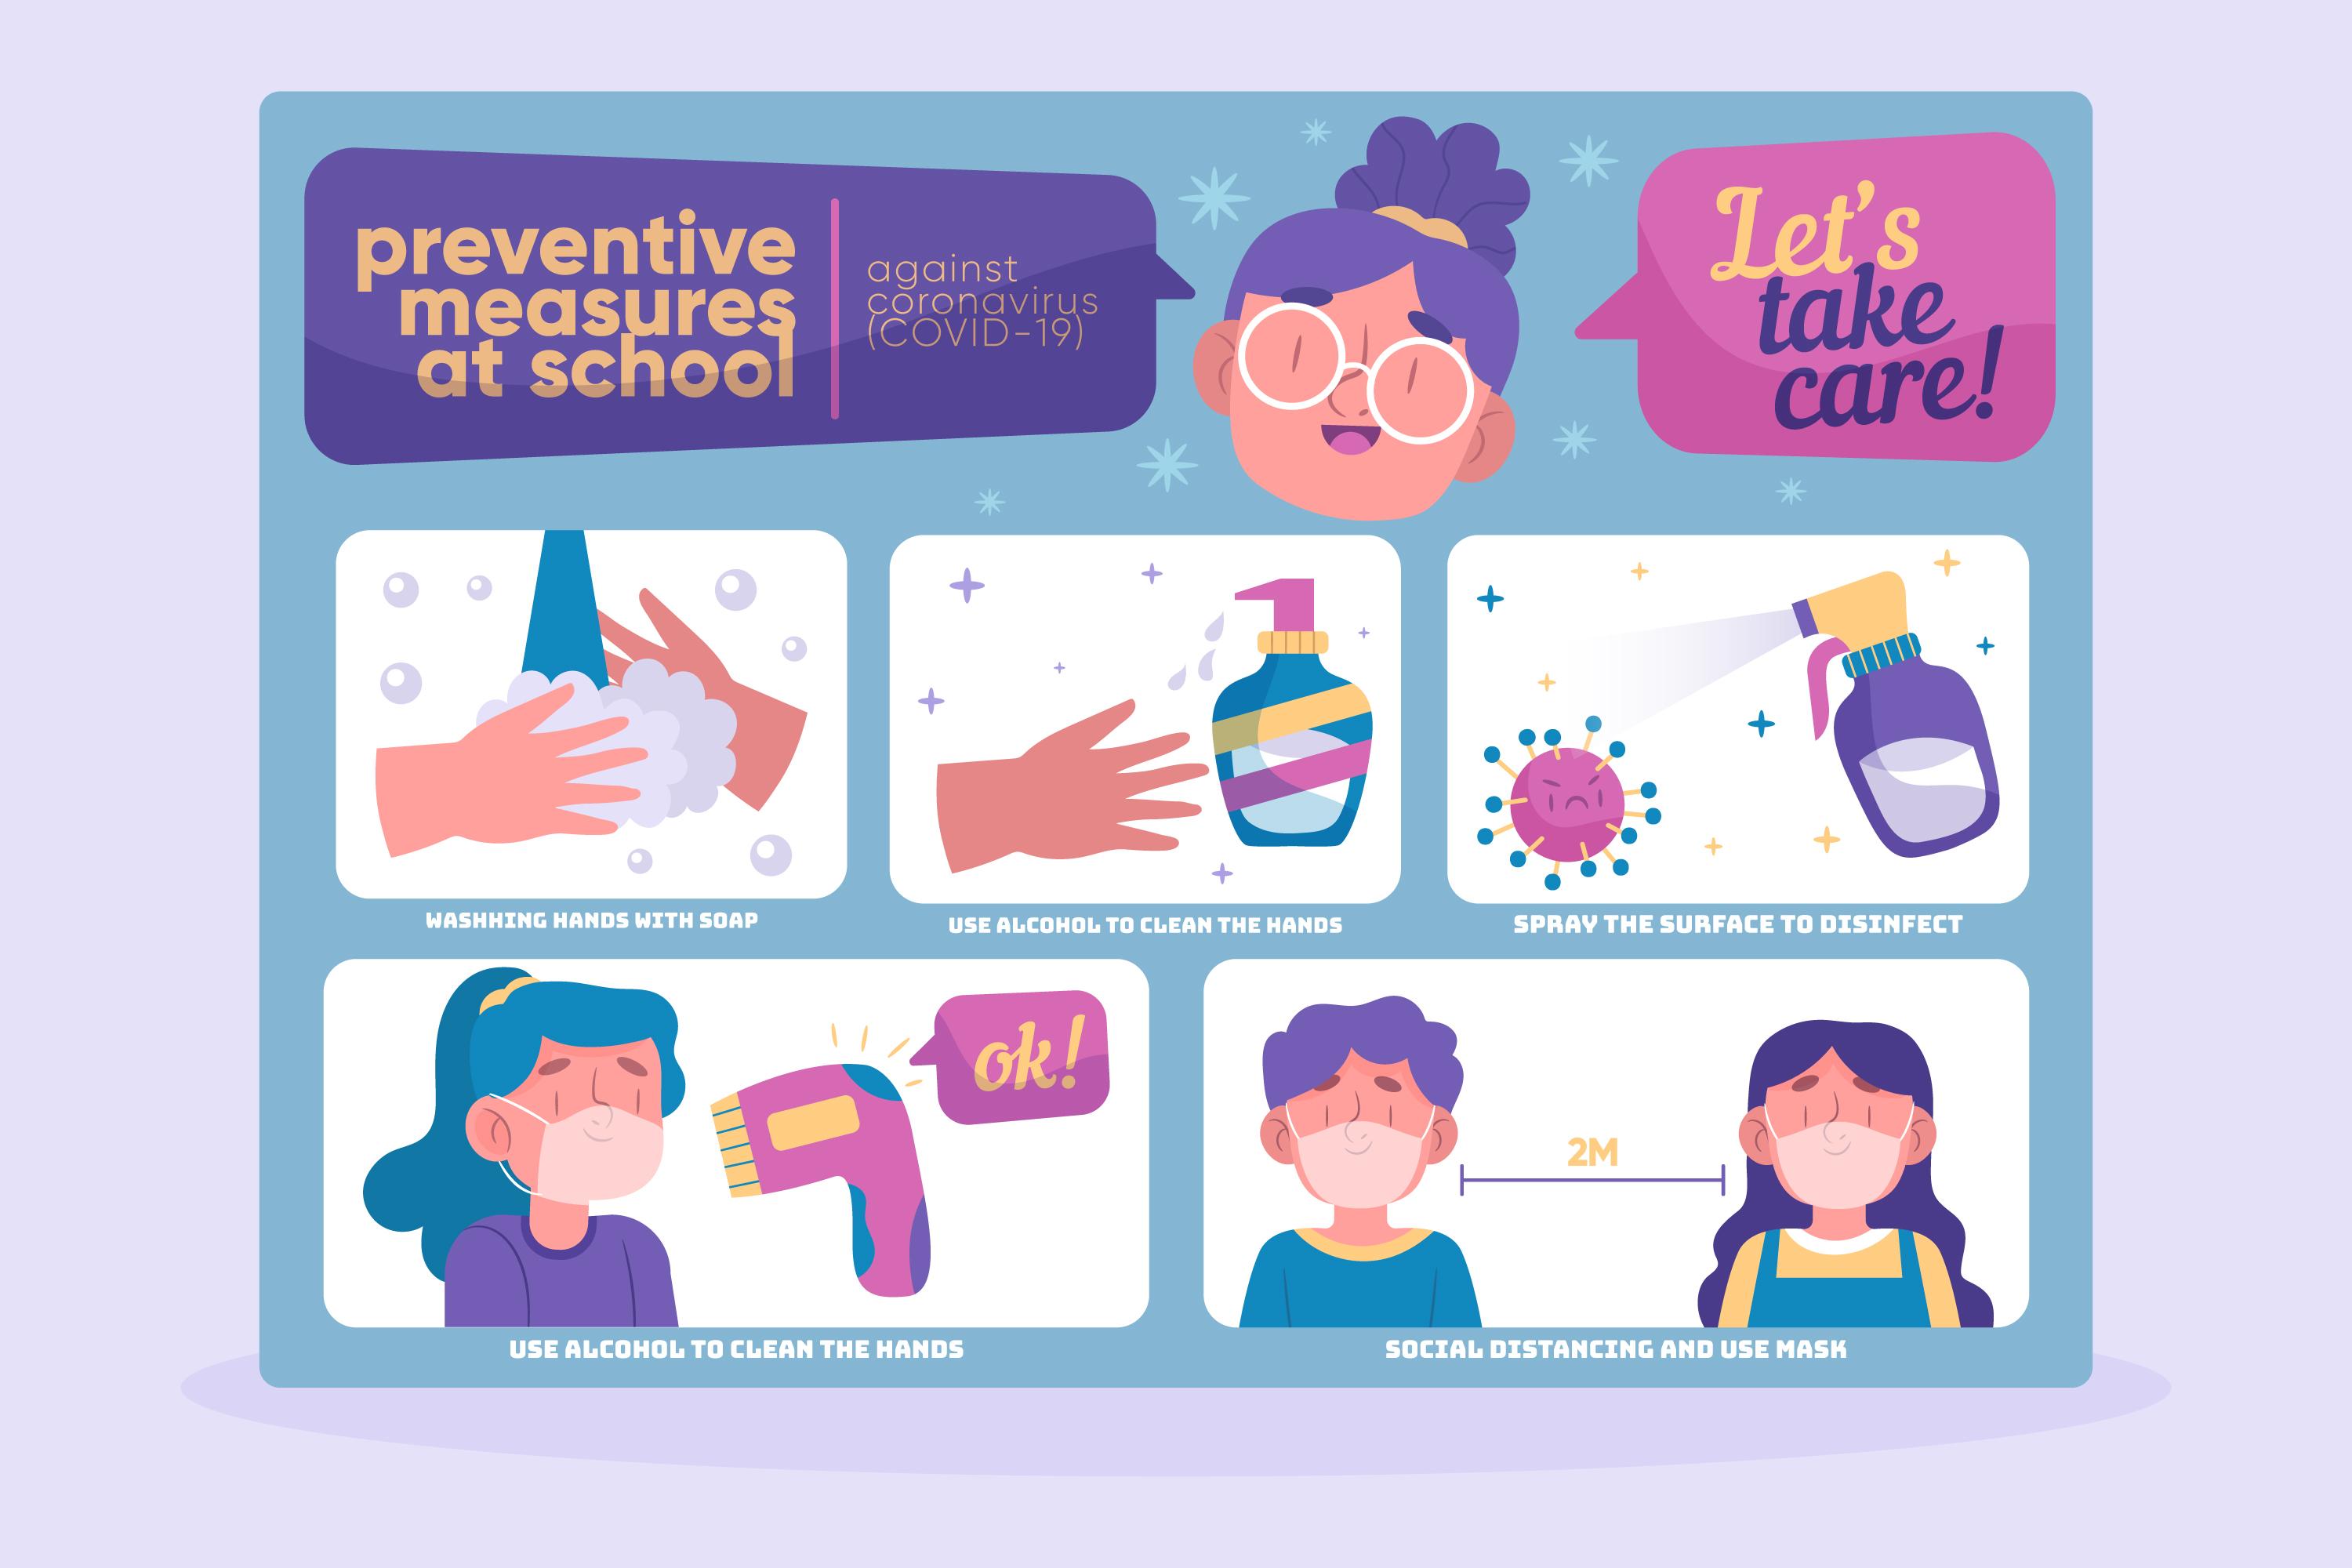 preventive
measures
at school
against
coronavirus
(COVID-19)
Let's
take
care!
WASHHING HANDS WITH SOAP
USE ALCOHOL TO CLEAN THE HANDS
SPRAY THE SURFACE TO DISINFECT
ok!
2M
USE ALCOHOL TO CLEAN THE HANDS
SOCIAL DISTANCING AND USE MASK